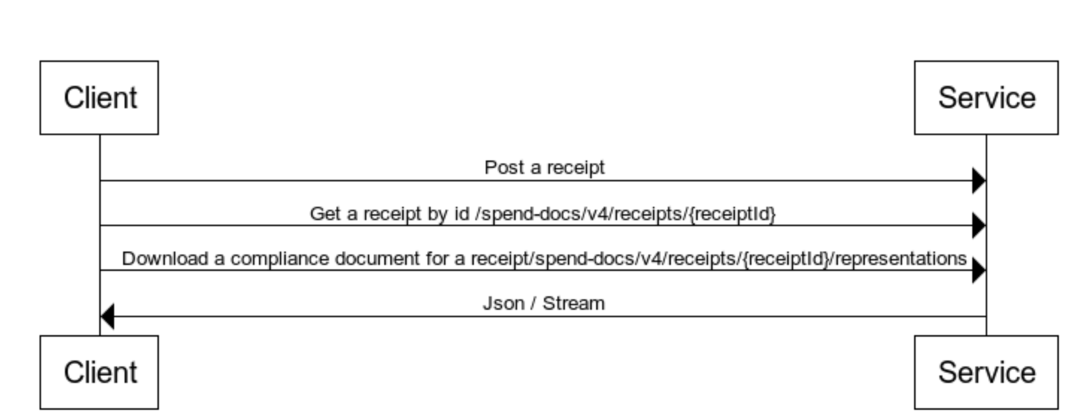 Client
Service
Post a receipt
Get a receipt by id /spend-docs/v4/receipts/{receiptId}
Download a compliance document for a receipt/spend-docs/v4/receipts/{receiptId}/representations
Json / Stream
Client
Service